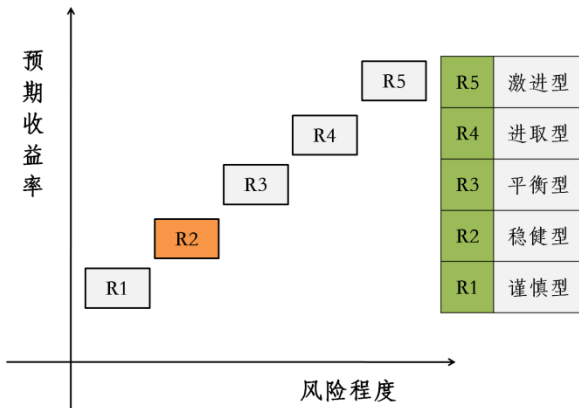 预期收益率
R5
R4
R3
R2
R1
风险程度
R5 激进型
R4 进取型
R3 平衡型
R2 稳健型
R1 谨慎型